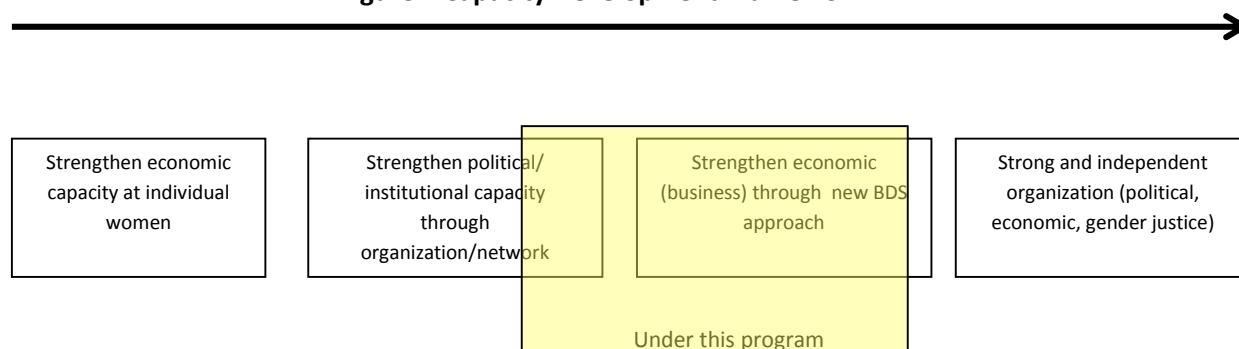 Strengthen economic
capacity at individual
women
Strengthen political/
institutional capacity
through
organization/network
Strengthen economic
(business) through new BDS
approach
Strong and independent
organization (political,
economic, gender justice)
Under this program